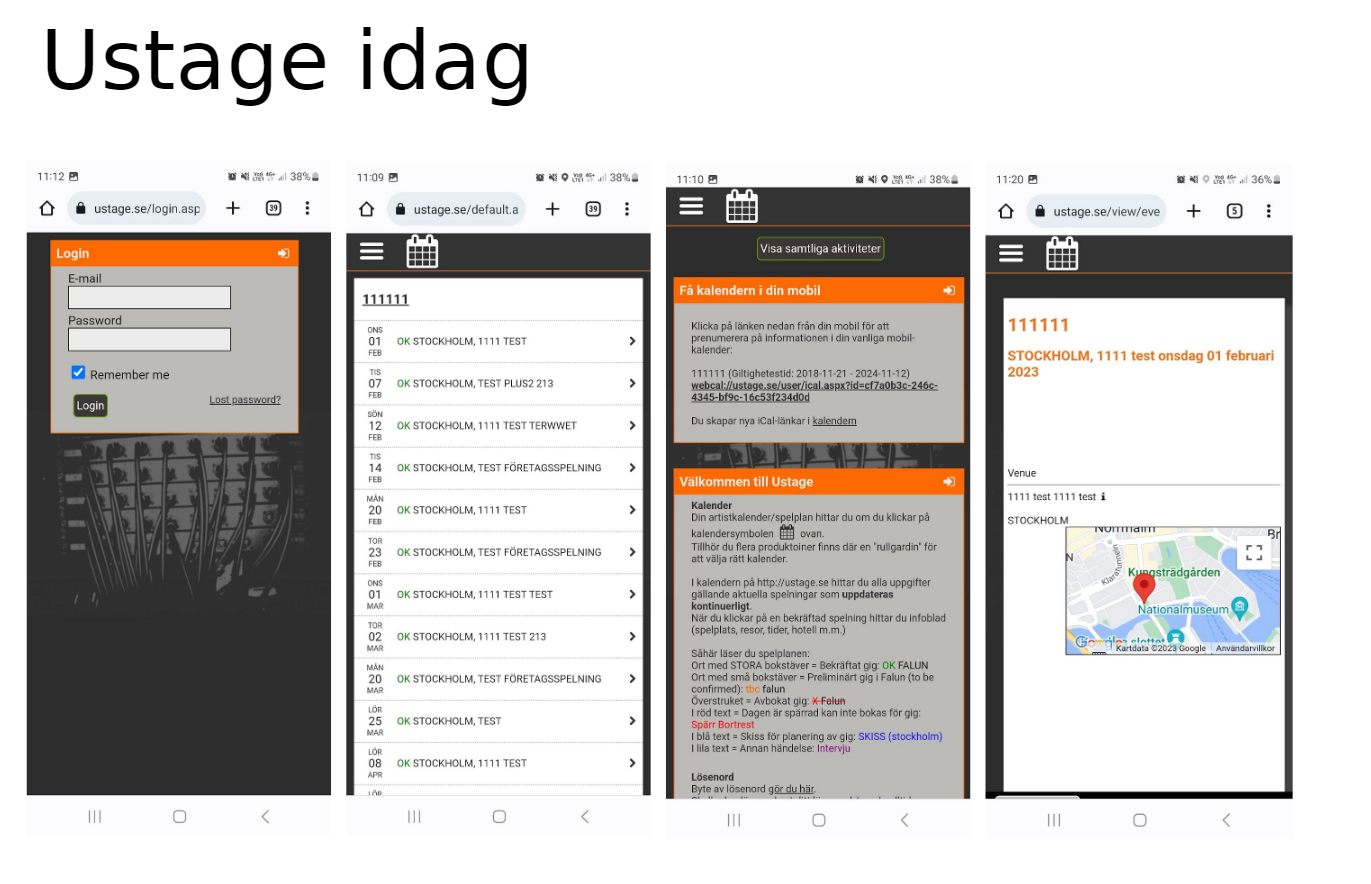 Ustage idag
11:12
38%
ustage.se/login.asp
39
Login
E-mail
Password
Remember me
Login
Lost password?
11:09
38%
ustage.se/default.a
39
111111
ONS
01
FEB
OK STOCKHOLM, 1111 TEST
TIS
07
FEB
OK STOCKHOLM, TEST PLUS2 213
SÖN
12
FEB
OK STOCKHOLM, 1111 TEST TERWWET
TIS
14
FEB
OK STOCKHOLM, TEST FÖRETAGSSPELNING
MÅN
20
FEB
OK STOCKHOLM, 1111 TEST
TOR
23
FEB
OK STOCKHOLM, TEST FÖRETAGSSPELNING
ONS
01
MAR
OK STOCKHOLM, 1111 TEST TEST
TOR
02
MAR
OK STOCKHOLM, 1111 TEST 213
MÅN
20
MAR
OK STOCKHOLM, TEST FÖRETAGSSPELNING
LÖR
25
MAR
OK STOCKHOLM, TEST
LÖR
08
APR
OK STOCKHOLM, 1111 TEST
LÖR
11:10
38%
Visa samtliga aktiviteter
Få kalendern i din mobil
Klicka på länken nedan från din mobil för att
prenumerera på informationen i din vanliga mobil-
kalender:
111111 (Giltighetestid: 2018-11-21 - 2024-11-12)
webcal://ustage.se/user/ical.aspx?id=cf7a0b3c-246c-
4345-bf9c-16c53f234d0d
Du skapar nya iCal-länkar i kalendern
Välkommen till Ustage
Kalender
Din artistkalender/spelplan hittar du om du klickar på
kalendersymbolen ovan.
Tillhör du flera produktoiner finns där en "rullgardin" för
att välja rätt kalender.
I kalendern på http://ustage.se hittar du alla uppgifter
gällande aktuella spelningar som uppdateras
kontinuerligt.
När du klickar på en bekräftad spelning hittar du infoblad
(spelplats, resor, tider, hotell m.m.)
Såhär läser du spelplanen:
Ort med STORA bokstäver = Bekräftat gig: OK FALUN
Ort med små bokstäver = Preliminärt gig i Falun (to be
confirmed): tbc falun
Överstruket = Avbokat gig: X Falun
I röd text = Dagen är spärrad kan inte bokas för gig:
Spärr Bortrest
I blå text = Skiss för planering av gig: SKISS (stockholm)
I lila text = Annan händelse: Intervju
Lösenord
Byte av lösenord gör du här.
11:20
36%
ustage.se/view/eve
5
111111
STOCKHOLM, 1111 test onsdag 01 februari
2023
Venue
1111 test 1111 test
STOCKHOLM
Norrmalm
Br
N
Klaratunneln
Kungsträdgården
Nationalmuseum
Google
slottet
Kartdata ©2023 Google
Användarvillkor